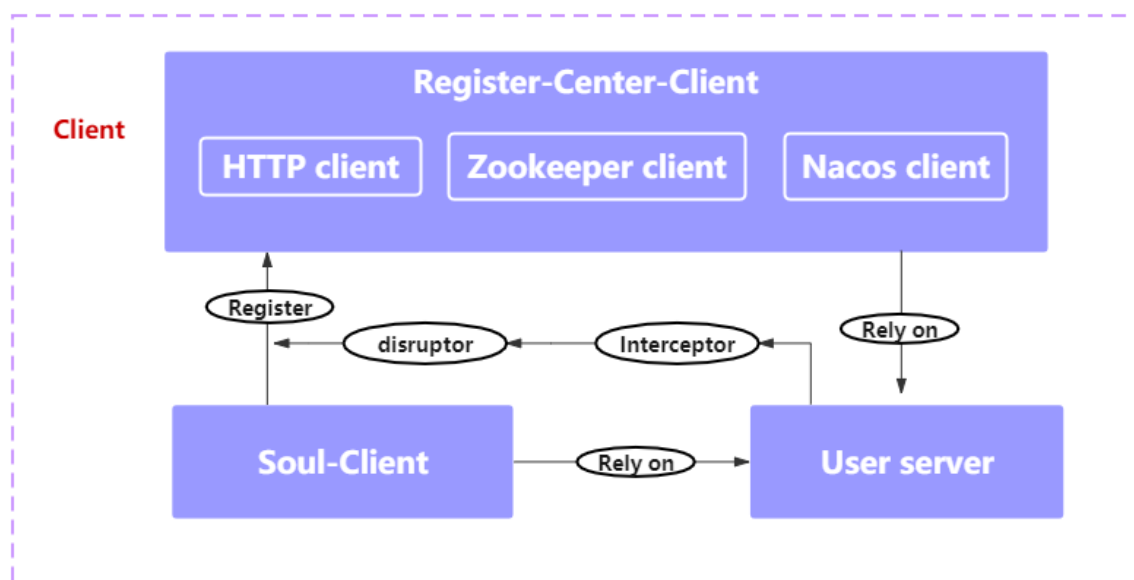 Register-Center-Client
Client
HTTP client
Zookeeper client
Nacos client
Register
disruptor
Interceptor
Rely on
Soul-Client
Rely on
User server